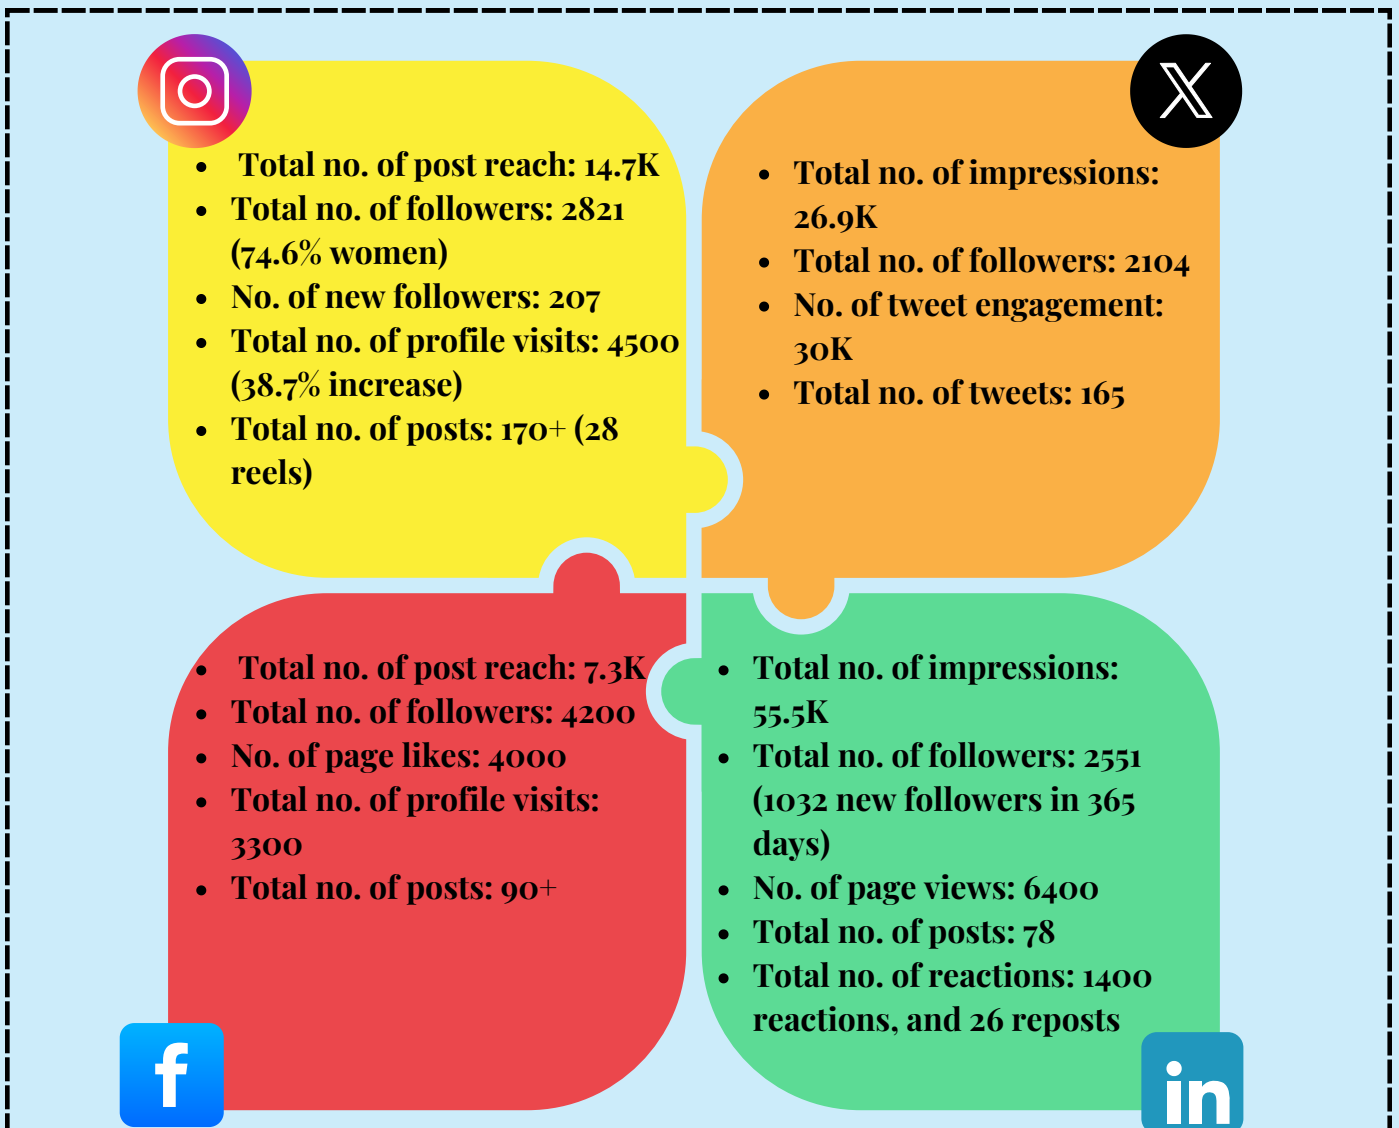 • Total no. of post reach: 14.7K
• Total no. of followers: 2821
(74.6% women)
• No. of new followers: 207
• Total no. of profile visits: 4500
(38.7% increase)
• Total no. of posts: 170+ (28
reels)
• Total no. of impressions:
26.9K
• Total no. of followers: 2104
• No. of tweet engagement:
30K
• Total no. of tweets: 165
• Total no. of post reach: 7.3K
• Total no. of followers: 4200
• No. of page likes: 4000
• Total no. of profile visits:
3300
• Total no. of posts: 90+
f
• Total no. of impressions:
55.5K
• Total no. of followers: 2551
(1032 new followers in 365
days)
• No. of page views: 6400
• Total no. of posts: 78
• Total no. of reactions: 1400
reactions, and 26 reposts
in